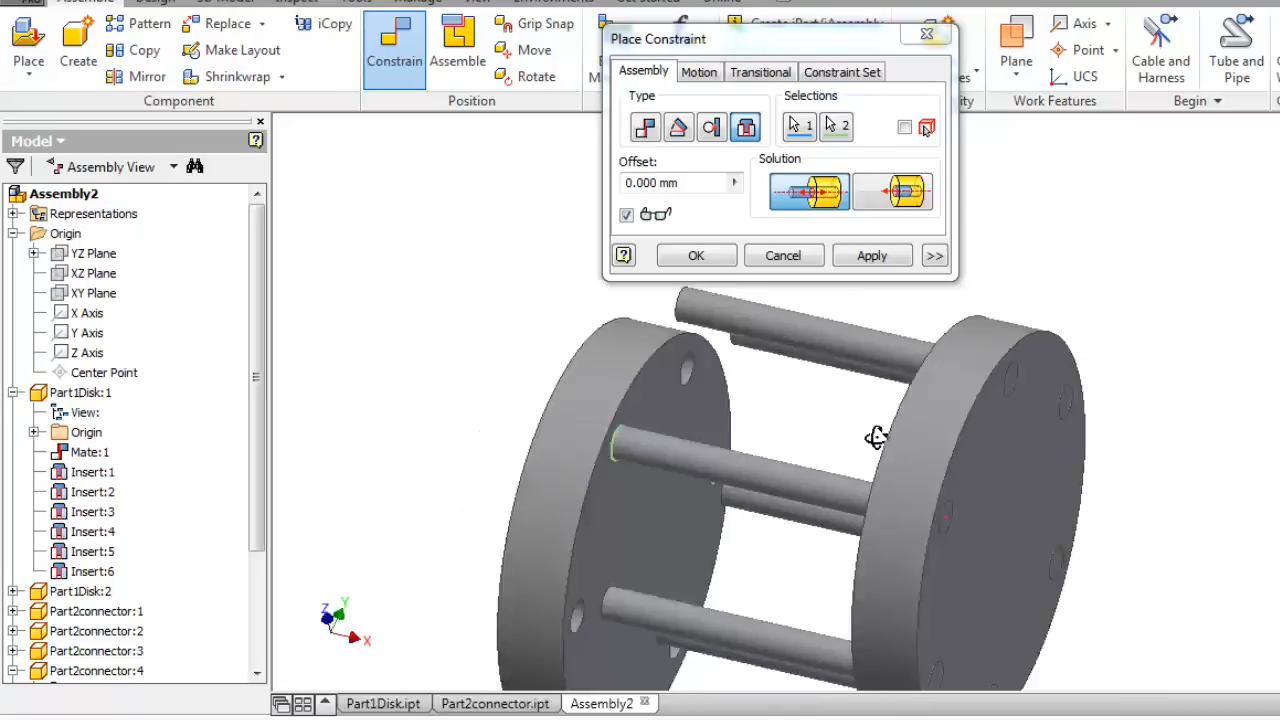 Pattern Replace iCopy Grip Snap
Place Create Copy Make Layout Constrain Assemble Move Plane Axis Point Cable and Harness Tube and Pipe
Mirror Shrinkwrap Rotate UCS
Component Position Work Features Begin
Place Constraint
Assembly Motion Transitional Constraint Set
Type Selections
1 2
Offset: Solution
0.000 mm
OK Cancel Apply >>
Model
Assembly View
Assembly2
Representations
Origin
YZ Plane
XZ Plane
XY Plane
X Axis
Y Axis
Z Axis
Center Point
Part1Disk:1
View:
Origin
Mate:1
Insert:1
Insert:2
Insert:3
Insert:4
Insert:5
Insert:6
Part1Disk:2
Part2connector:1
Part2connector:2
Part2connector:3
Part2connector:4
Z Y X
Part1Disk.ipt Part2connector.ipt Assembly2